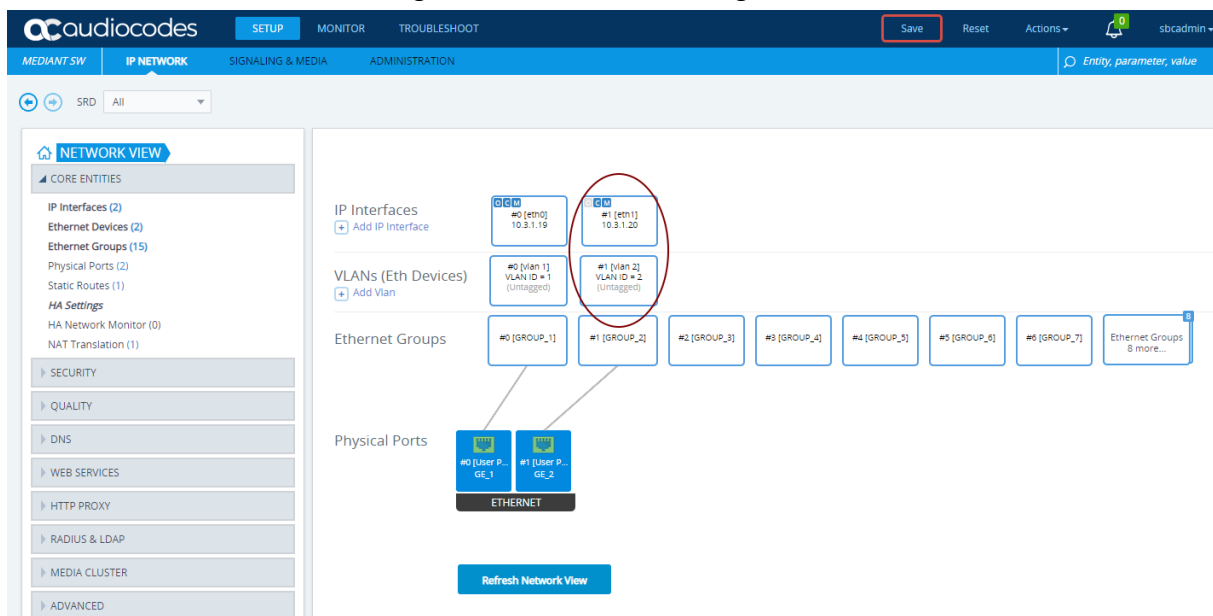 audiocodes
SETUP MONITOR TROUBLESHOOT Save Reset Actions 0 sbcadmin
MEDIANT SW IP NETWORK SIGNALING & MEDIA ADMINISTRATION Entity, parameter, value
SRD All
NETWORK VIEW
CORE ENTITIES
IP Interfaces (2)
Ethernet Devices (2)
Ethernet Groups (15)
Physical Ports (2)
Static Routes (1)
HA Settings
HA Network Monitor (0)
NAT Translation (1)
SECURITY
QUALITY
DNS
WEB SERVICES
HTTP PROXY
RADIUS & LDAP
MEDIA CLUSTER
ADVANCED
IP Interfaces
+ Add IP Interface
O C M
#0 [eth0]
10.3.1.19
O C M
#1 [eth1]
10.3.1.20
VLANs (Eth Devices)
+ Add Vlan
#0 [vlan 1]
VLAN ID = 1
(Untagged)
#1 [vlan 2]
VLAN ID = 2
(Untagged)
Ethernet Groups
#0 [GROUP_1]
#1 [GROUP_2]
#2 [GROUP_3]
#3 [GROUP_4]
#4 [GROUP_5]
#5 [GROUP_6]
#6 [GROUP_7]
8
Ethernet Groups
8 more...
Physical Ports
#0 [User P...
GE_1
#1 [User P...
GE_2
ETHERNET
Refresh Network View